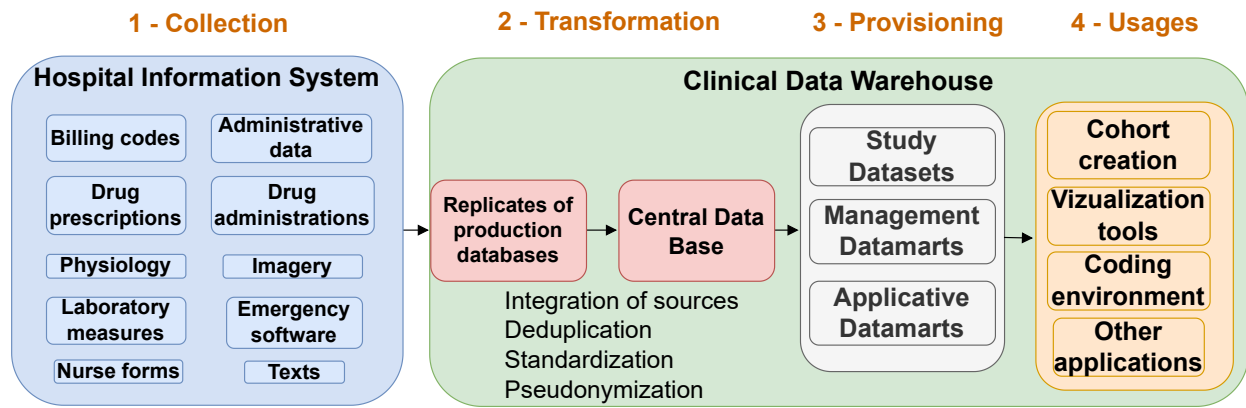 1 - Collection
2 - Transformation
3 - Provisioning
4 - Usages
Hospital Information System
Billing codes
Administrative
data
Drug
prescriptions
Drug
administrations
Physiology
Imagery
Laboratory
measures
Emergency
software
Nurse forms
Texts
Clinical Data Warehouse
Replicates of
production
databases
Central Data
Base
Integration of sources
Deduplication
Standardization
Pseudonymization
Study
Datasets
Management
Datamarts
Applicative
Datamarts
Cohort
creation
Vizualization
tools
Coding
environment
Other
applications